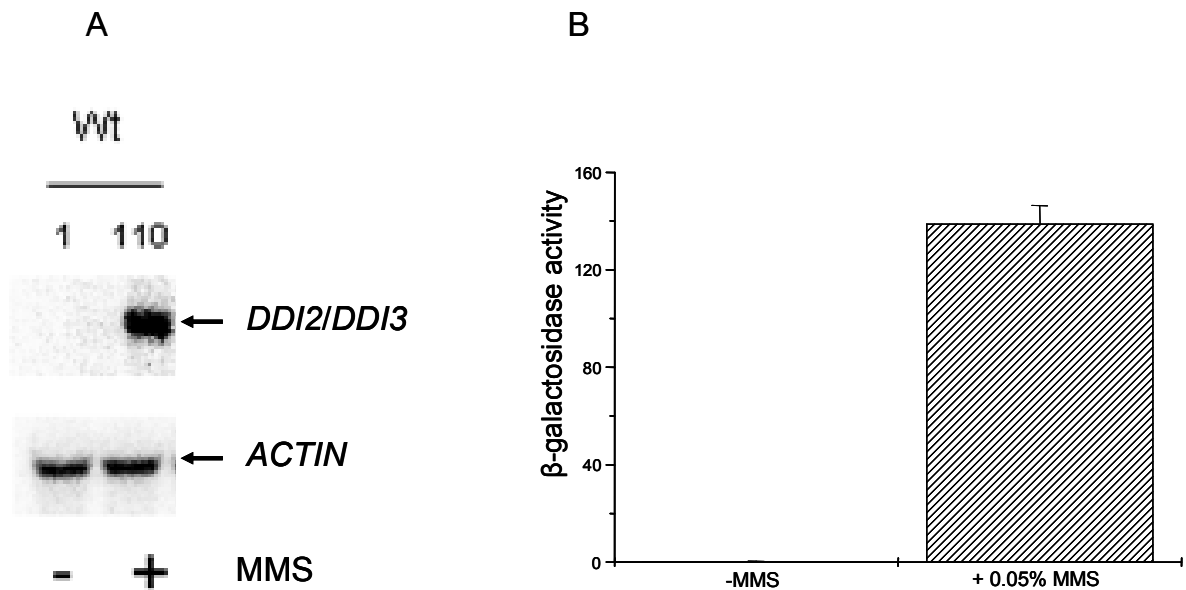 A
B
Wt
1 110
DDI2/DDI3
ACTIN
- + MMS
β-galactosidase activity
160
120
80
40
0
-MMS
+ 0.05% MMS